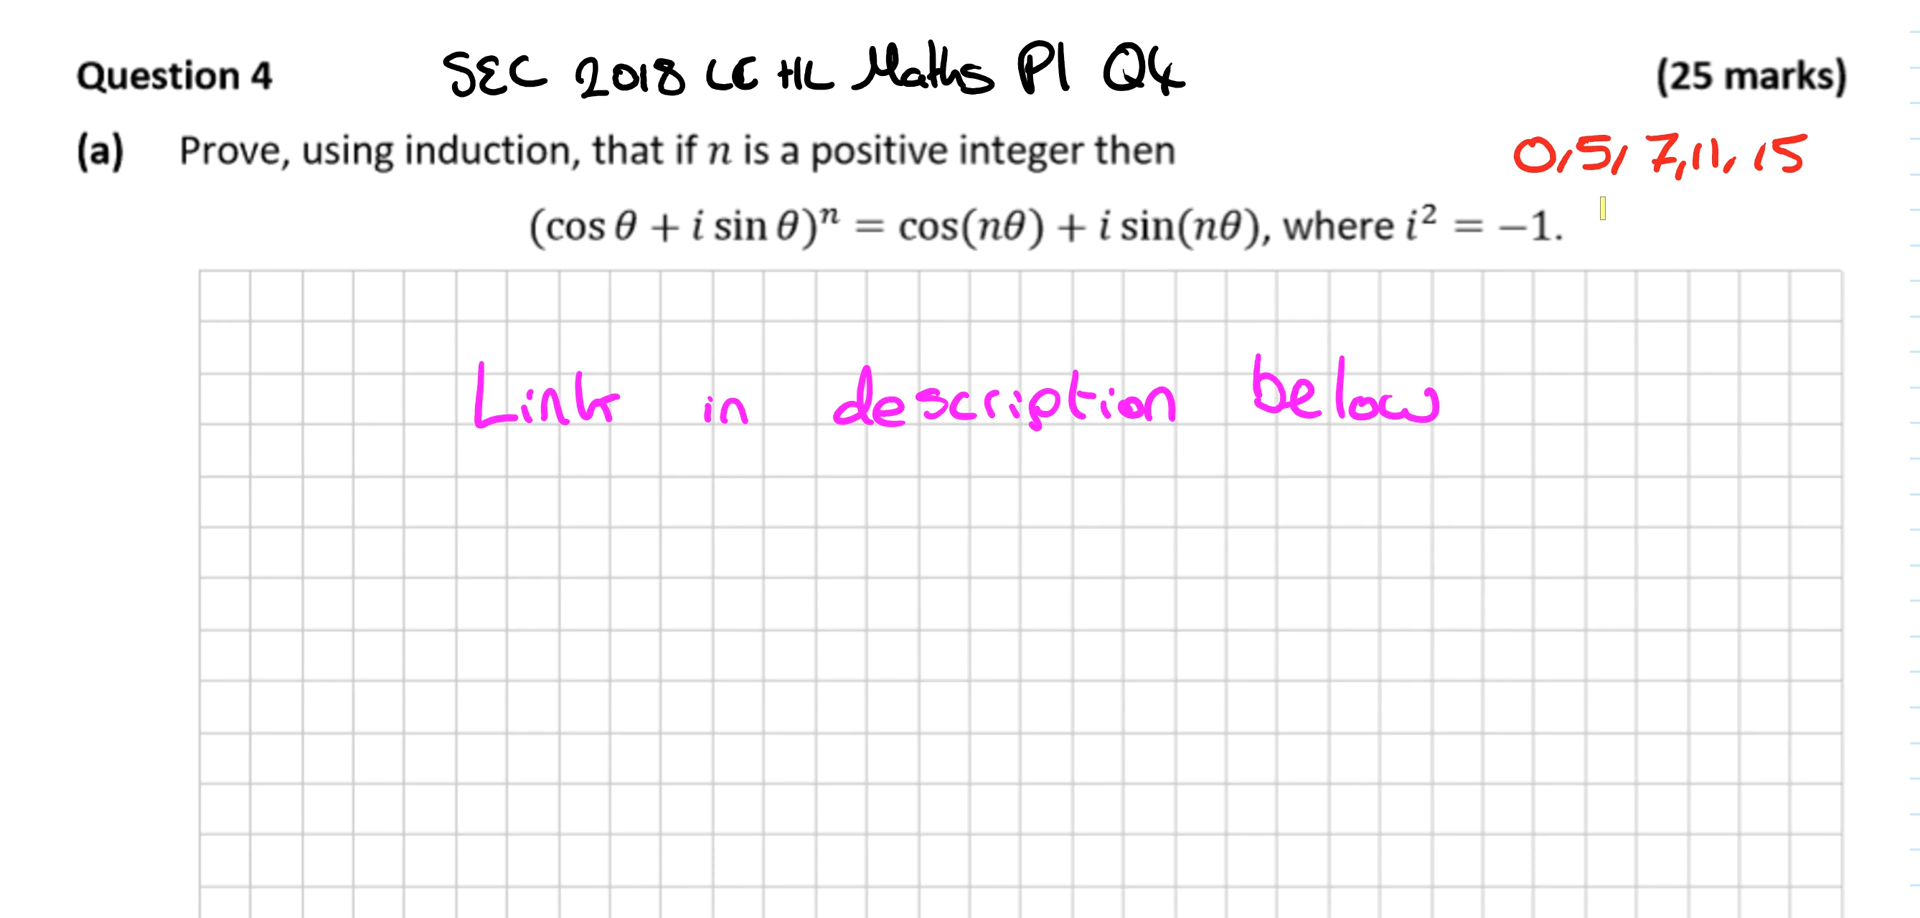 Question 4 SEC 2018 LC HL Maths P1 Q4 (25 marks)
(a) Prove, using induction, that if n is a positive integer then 0,5,7,11,15
(cos θ + i sin θ)ⁿ = cos(nθ) + i sin(nθ), where i² = −1.
Link in description below